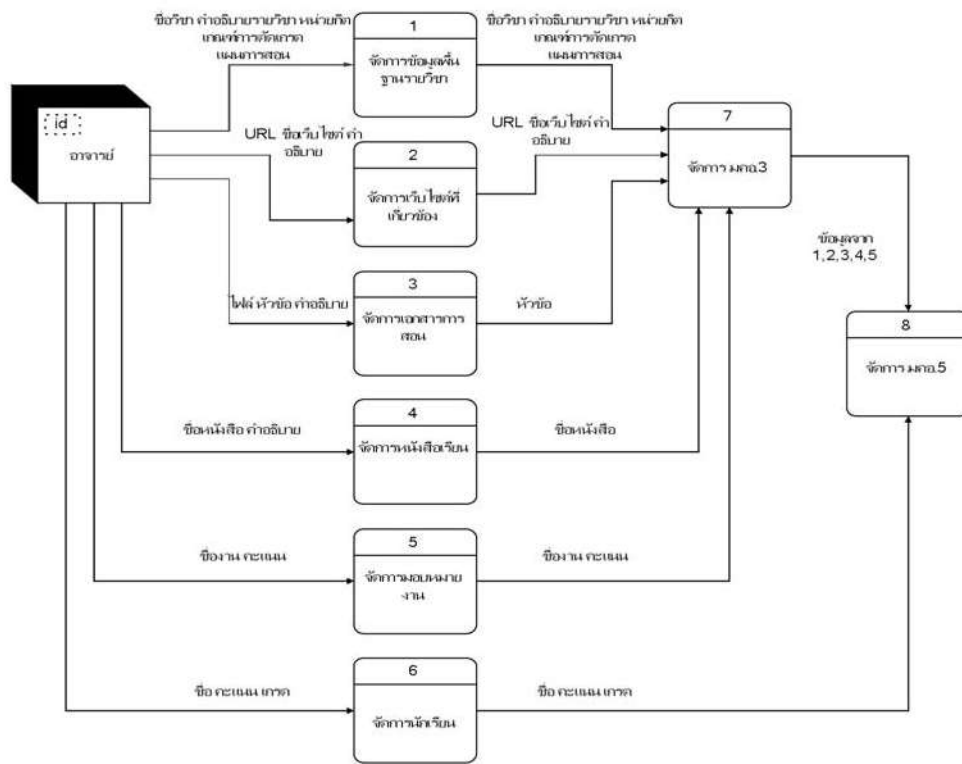 ชื่อวิชา คำอธิบายรายวิชา หน่วยกิต
เกณฑ์การตัดเกรด
แผนการสอน
1
จัดการข้อมูลพื้น
ฐานรายวิชา
ชื่อวิชา คำอธิบายรายวิชา หน่วยกิต
เกณฑ์การตัดเกรด
แผนการสอน
id
อาจารย์
URL ชื่อเว็บไซต์ คำ
อธิบาย
2
จัดการเว็บไซต์ที่
เกี่ยวข้อง
URL ชื่อเว็บไซต์ คำ
อธิบาย
7
จัดการ มคอ.3
ข้อมูลจาก
1,2,3,4,5
ไฟล์ หัวข้อ คำอธิบาย
3
จัดการเอกสารการ
สอน
หัวข้อ
8
จัดการ มคอ.5
ชื่อหนังสือ คำอธิบาย
4
จัดการหนังสือเรียน
ชื่อหนังสือ
ชื่องาน คะแนน
5
จัดการมอบหมาย
งาน
ชื่องาน คะแนน
ชื่อ คะแนน เกรด
6
จัดการนักเรียน
ชื่อ คะแนน เกรด